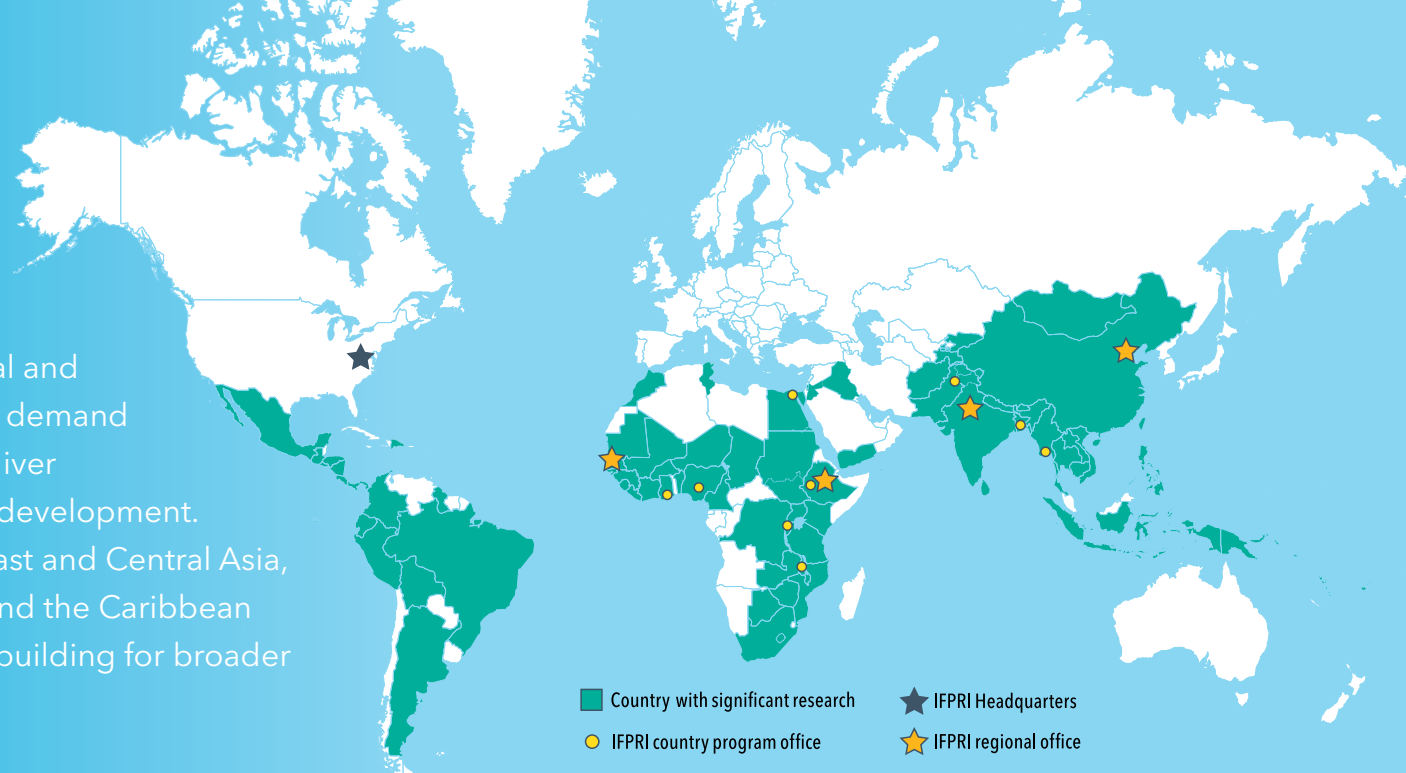 al and
demand
iver
development.
ast and Central Asia,
nd the Caribbean
building for broader
Country with significant research
IFPRI Headquarters
IFPRI country program office
IFPRI regional office